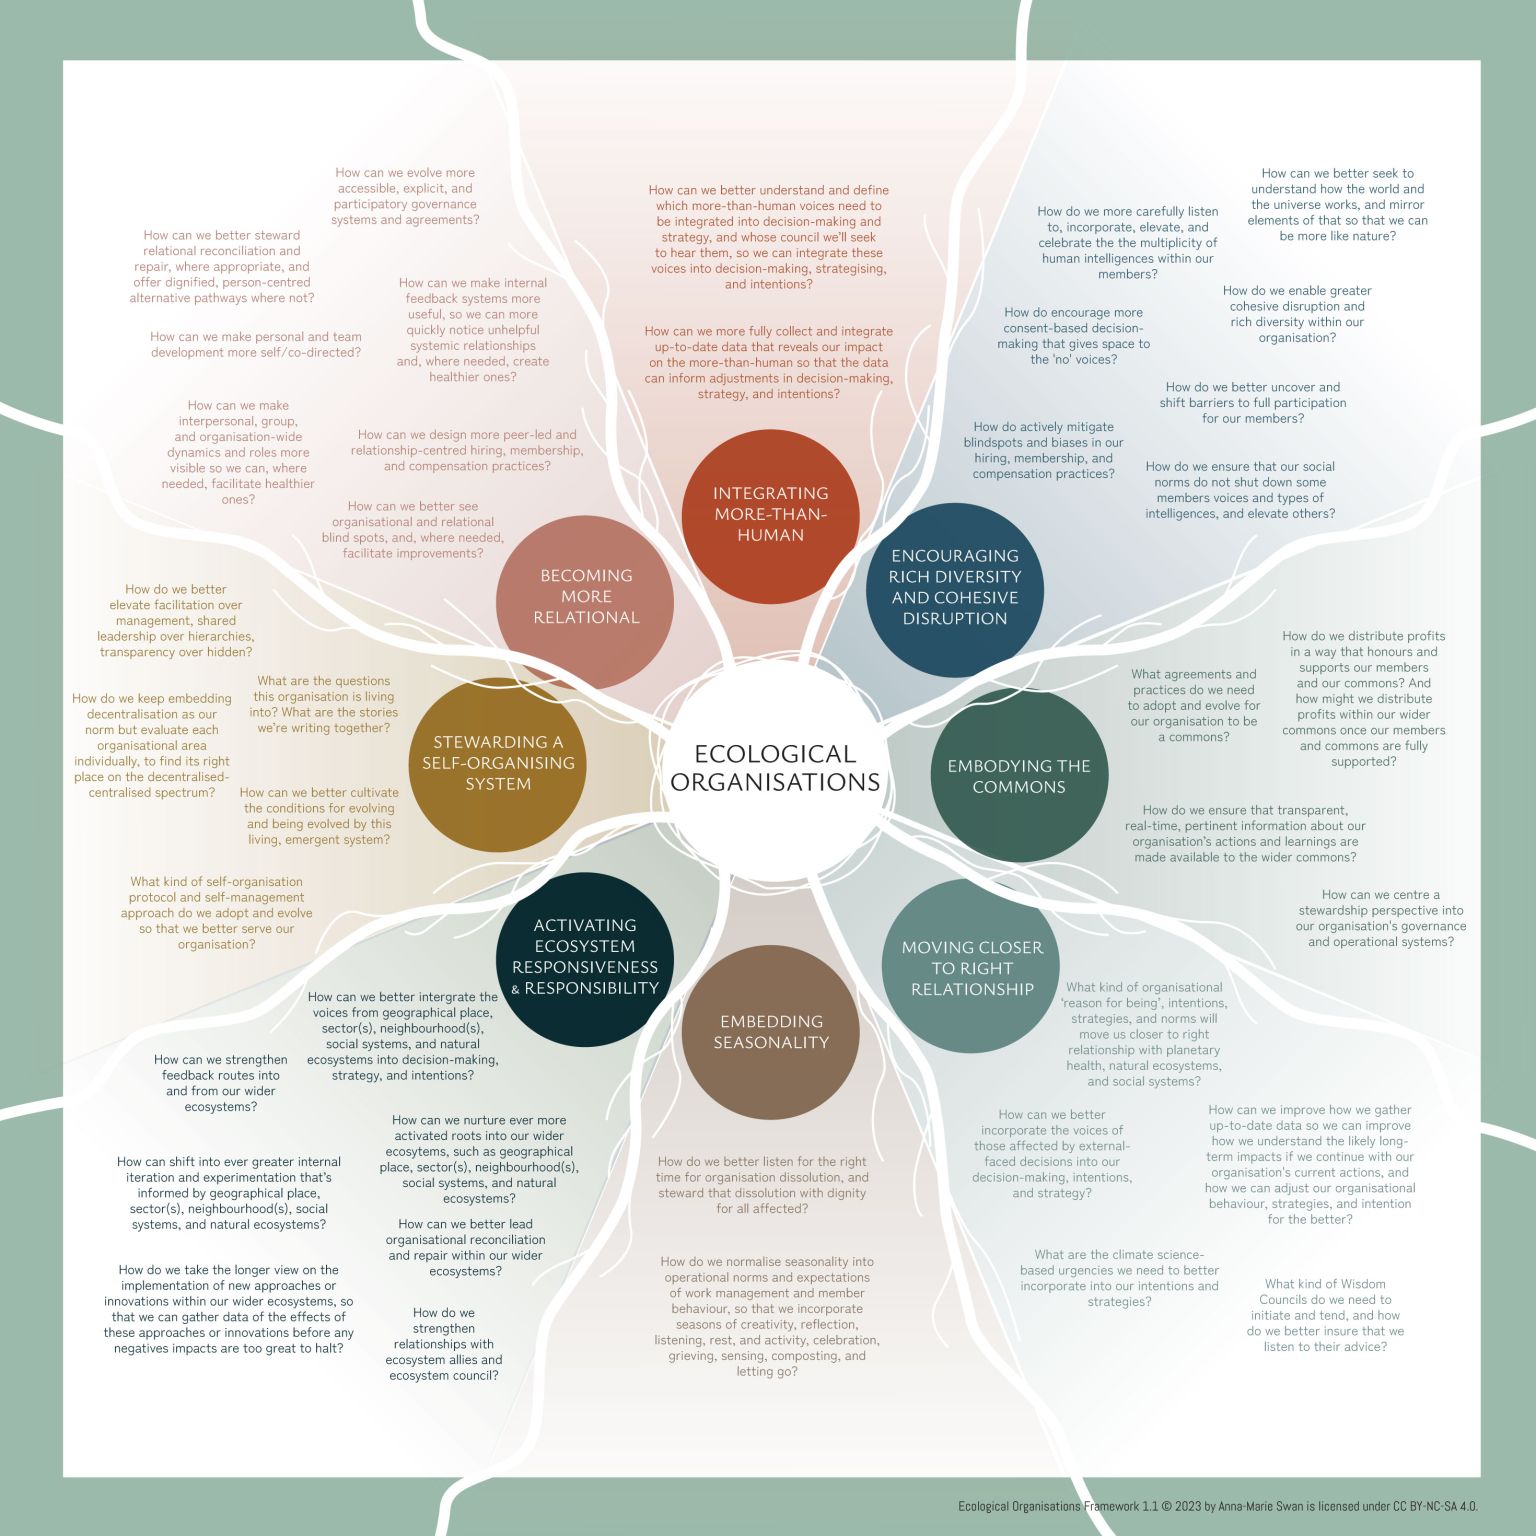 How can we evolve more
accessible, explicit, and
participatory governance
systems and agreements?
How can we better steward
relational reconciliation and
repair, where appropriate, and
offer dignified, person-centred
alternative pathways where not?
How can we make internal
feedback systems more
useful, so we can more
quickly notice unhelpful
systemic relationships
and, where needed, create
healthier ones?
How can we make personal and team
development more self/co-directed?
How can we make
interpersonal, group,
and organisation-wide
dynamics and roles more
visible so we can, where
needed, facilitate healthier
ones?
How can we design more peer-led and
relationship-centred hiring, membership,
and compensation practices?
How can we better see
organisational and relational
blind spots, and, where needed,
facilitate improvements?
BECOMING
MORE
RELATIONAL
How can we better understand and define
which more-than-human voices need to
be integrated into decision-making and
strategy, and whose council we'll seek
to hear them, so we can integrate these
voices into decision-making, strategising,
and intentions?
How can we more fully collect and integrate
up-to-date data that reveals our impact
on the more-than-human so that the data
can inform adjustments in decision-making,
strategy, and intentions?
INTEGRATING
MORE-THAN-
HUMAN
How can we better seek to
understand how the world and
the universe works, and mirror
elements of that so that we can
be more like nature?
How do we more carefully listen
to, incorporate, elevate, and
celebrate the the multiplicity of
human intelligences within our
members?
How do we enable greater
cohesive disruption and
rich diversity within our
organisation?
How do encourage more
consent-based decision-
making that gives space to
the 'no' voices?
How do we better uncover and
shift barriers to full participation
for our members?
How do actively mitigate
blindspots and biases in our
hiring, membership, and
compensation practices?
How do we ensure that our social
norms do not shut down some
members voices and types of
intelligences, and elevate others?
ENCOURAGING
RICH DIVERSITY
AND COHESIVE
DISRUPTION
How do we better
elevate facilitation over
management, shared
leadership over hierarchies,
transparency over hidden?
What are the questions
this organisation is living
into? What are the stories
we're writing together?
How do we keep embedding
decentralisation as our
norm but evaluate each
organisational area
individually, to find its right
place on the decentralised-
centralised spectrum?
How can we better cultivate
the conditions for evolving
and being evolved by this
living, emergent system?
What kind of self-organisation
protocol and self-management
approach do we adopt and evolve
so that we better serve our
organisation?
STEWARDING A
SELF-ORGANISING
SYSTEM
ECOLOGICAL
ORGANISATIONS
EMBODYING THE
COMMONS
What agreements and
practices do we need
to adopt and evolve for
our organisation to be
a commons?
How do we distribute profits
in a way that honours and
supports our members
and our commons? And
how might we distribute
profits within our wider
commons once our members
and commons are fully
supported?
How do we ensure that transparent,
real-time, pertinent information about our
organisation's actions and learnings are
made available to the wider commons?
How can we centre a
stewardship perspective into
our organisation's governance
and operational systems?
ACTIVATING
ECOSYSTEM
RESPONSIVENESS
& RESPONSIBILITY
How can we better intergrate the
voices from geographical place,
sector(s), neighbourhood(s),
social systems, and natural
ecosystems into decision-making,
strategy, and intentions?
How can we strengthen
feedback routes into
and from our wider
ecosystems?
How can we nurture ever more
activated roots into our wider
ecosytems, such as geographical
place, sector(s), neighbourhood(s),
social systems, and natural
ecosystems?
How can shift into ever greater internal
iteration and experimentation that's
informed by geographical place,
sector(s), neighbourhood(s), social
systems, and natural ecosystems?
How can we better lead
organisational reconciliation
and repair within our wider
ecosystems?
How do we take the longer view on the
implementation of new approaches or
innovations within our wider ecosystems, so
that we can gather data of the effects of
these approaches or innovations before any
negatives impacts are too great to halt?
How do we
strengthen
relationships with
ecosystem allies and
ecosystem council?
EMBEDDING
SEASONALITY
How do we better listen for the right
time for organisation dissolution, and
steward that dissolution with dignity
for all affected?
How do we normalise seasonality into
operational norms and expectations
of work management and member
behaviour, so that we incorporate
seasons of creativity, reflection,
listening, rest, and activity, celebration,
grieving, sensing, composting, and
letting go?
MOVING CLOSER
TO RIGHT
RELATIONSHIP
What kind of organisational
'reason for being', intentions,
strategies, and norms will
move us closer to right
relationship with planetary
health, natural ecosystems,
and social systems?
How can we better
incorporate the voices of
those affected by external-
faced decisions into our
decision-making, intentions,
and strategy?
How can we improve how we gather
up-to-date data so we can improve
how we understand the likely long-
term impacts if we continue with our
organisation's current actions, and
how we can adjust our organisational
behaviour, strategies, and intention
for the better?
What are the climate science-
based urgencies we need to better
incorporate into our intentions and
strategies?
What kind of Wisdom
Councils do we need to
initiate and tend, and how
do we better insure that we
listen to their advice?
Ecological Organisations Framework 1.1 © 2023 by Anna-Marie Swan is licensed under CC BY-NC-SA 4.0.